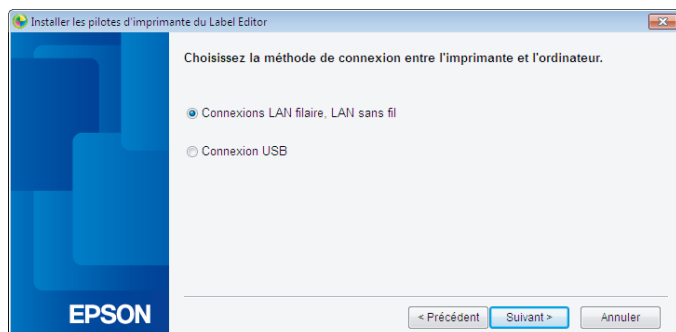 Installer les pilotes d'imprimante du Label Editor
Choisissez la méthode de connexion entre l'imprimante et l'ordinateur.
Connexions LAN filaire, LAN sans fil
Connexion USB
EPSON
< Précédent
Suivant >
Annuler